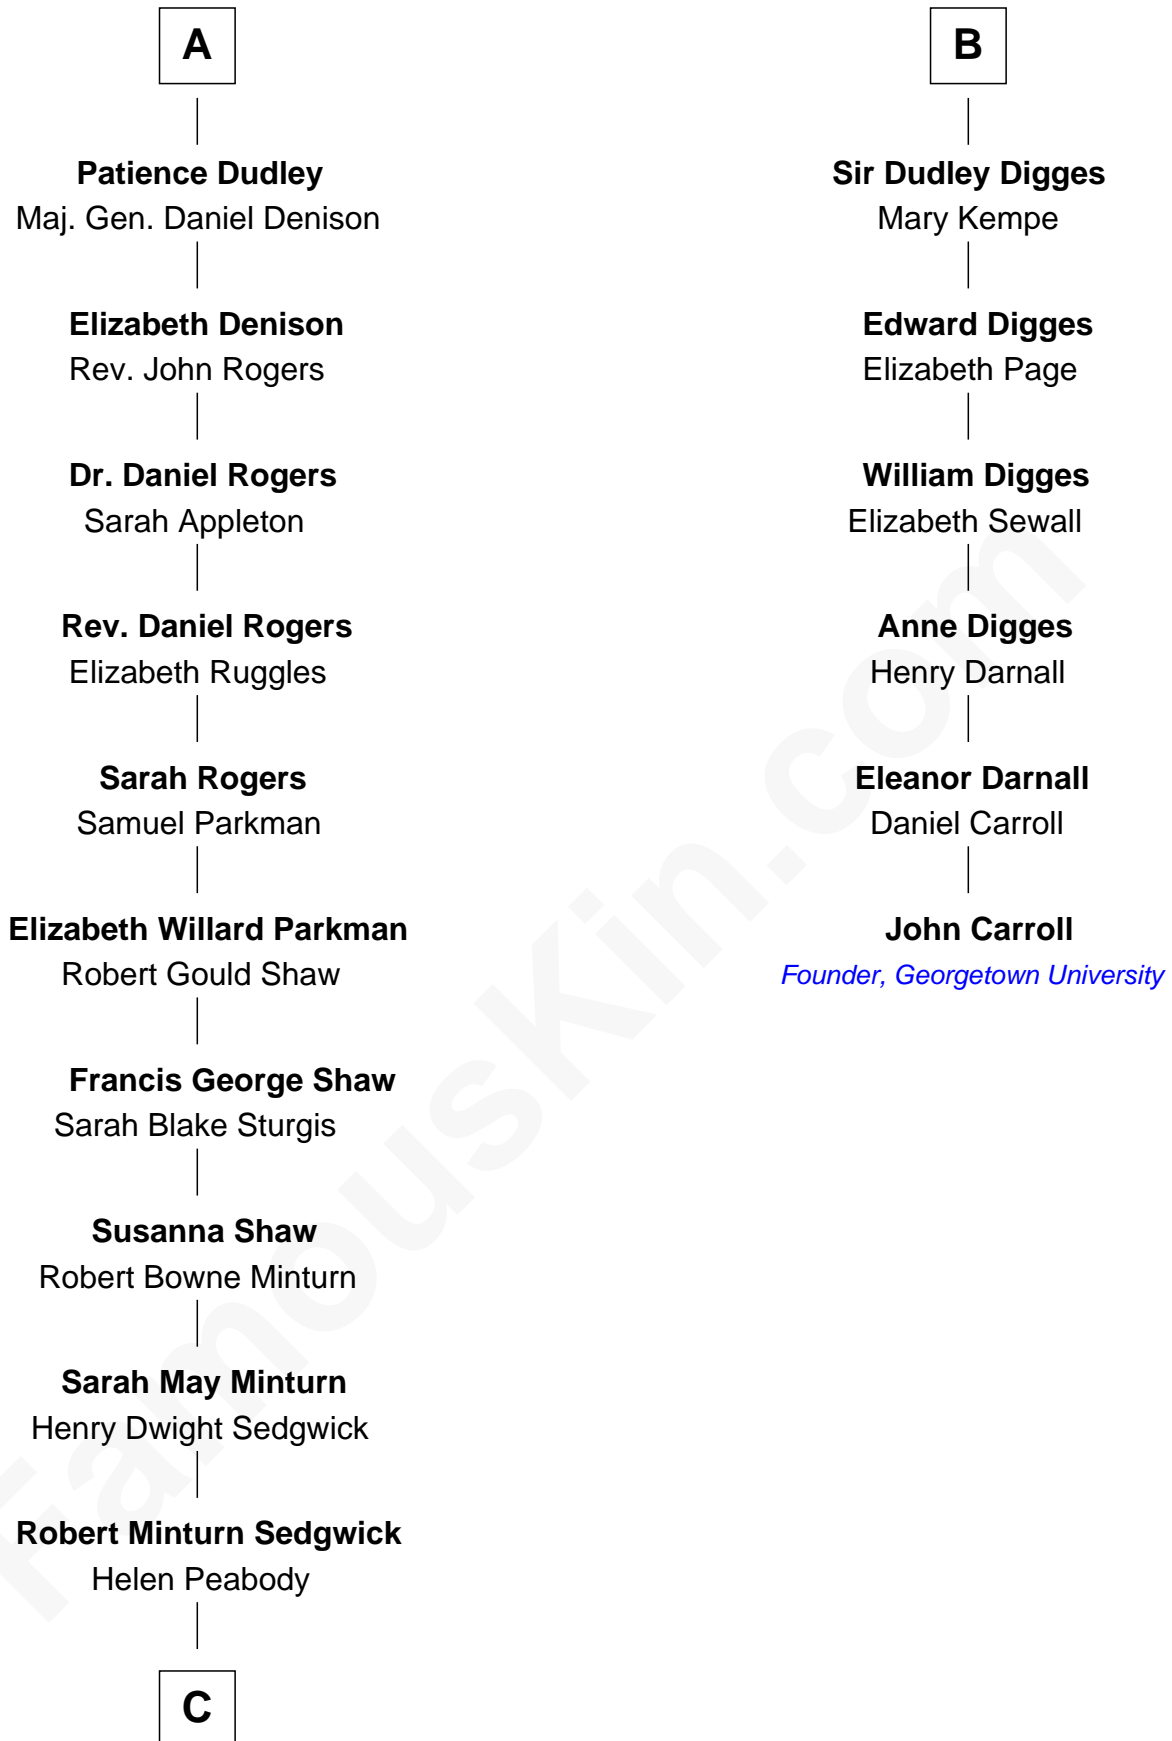 A
Patience Dudley
Maj. Gen. Daniel Denison
Elizabeth Denison
Rev. John Rogers
Dr. Daniel Rogers
Sarah Appleton
Rev. Daniel Rogers
Elizabeth Ruggles
Sarah Rogers
Samuel Parkman
Elizabeth Willard Parkman
Robert Gould Shaw
Francis George Shaw
Sarah Blake Sturgis
Susanna Shaw
Robert Bowne Minturn
Sarah May Minturn
Henry Dwight Sedgwick
Robert Minturn Sedgwick
Helen Peabody
C
B
Sir Dudley Digges
Mary Kempe
Edward Digges
Elizabeth Page
William Digges
Elizabeth Sewall
Anne Digges
Henry Darnall
Eleanor Darnall
Daniel Carroll
John Carroll
Founder, Georgetown University
FamousKin.com